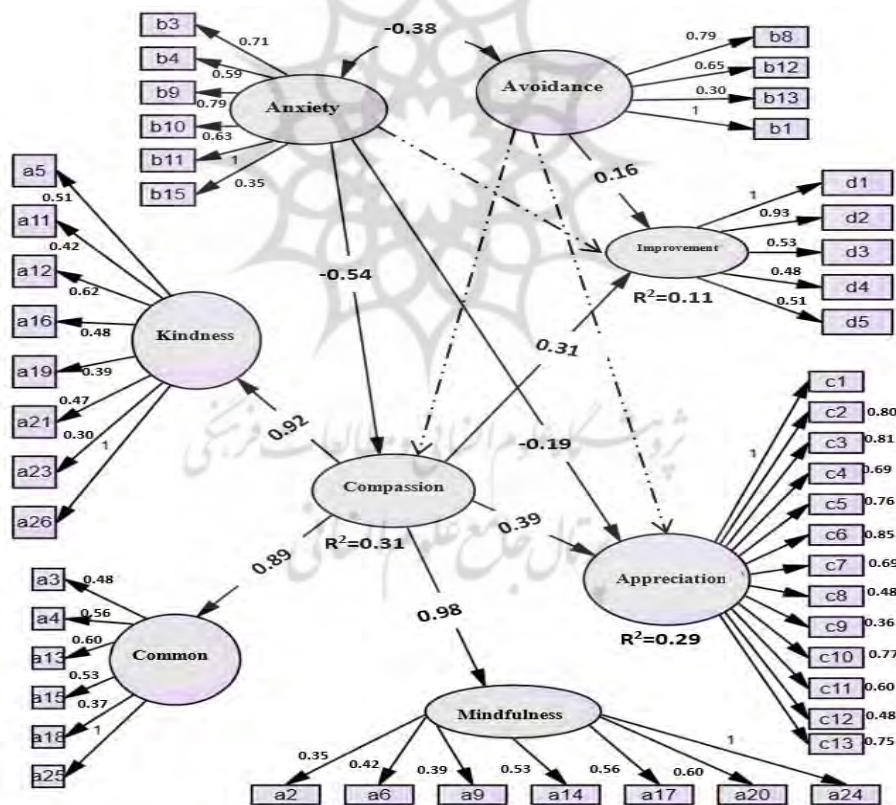 b3
0.71
b4
0.59
b9
0.79
b10
0.63
b11
1
b15
0.35
Anxiety
-0.38
Avoidance
0.79
b8
0.65
b12
0.30
b13
1
b1
0.16
Improvement
R²=0.11
1
d1
0.93
d2
0.53
d3
0.48
d4
0.51
d5
a5
0.51
a11
0.42
a12
0.62
a16
0.48
a19
0.39
a21
0.47
a23
0.30
a26
1
Kindness
-0.54
0.31
0.92
-0.19
Compassion
R²=0.31
0.39
0.89
0.98
پژوهشگاه علوم انسانی و مطالعات فرهنگی
پرتال جامع علوم انسانی
Appreciation
R²=0.29
1
c1
c2 0.80
c3 0.81
c4 0.69
c5 0.76
c6 0.85
c7 0.69
c8 0.48
c9 0.36
c10 0.77
c11 0.60
c12 0.48
c13 0.75
a3
0.48
a4
0.56
a13
0.60
a15
0.53
a18
0.37
a25
1
Common
Mindfulness
0.35
0.42
0.39
0.53
0.56
0.60
1
a2
a6
a9
a14
a17
a20
a24